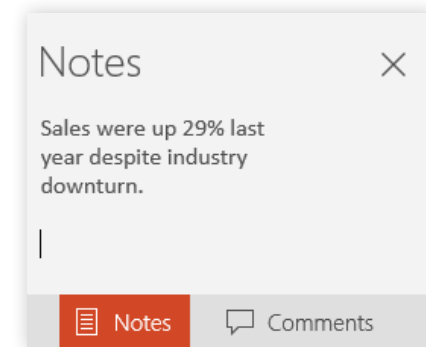 Notes
Sales were up 29% last
year despite industry
downturn.
Notes
Comments